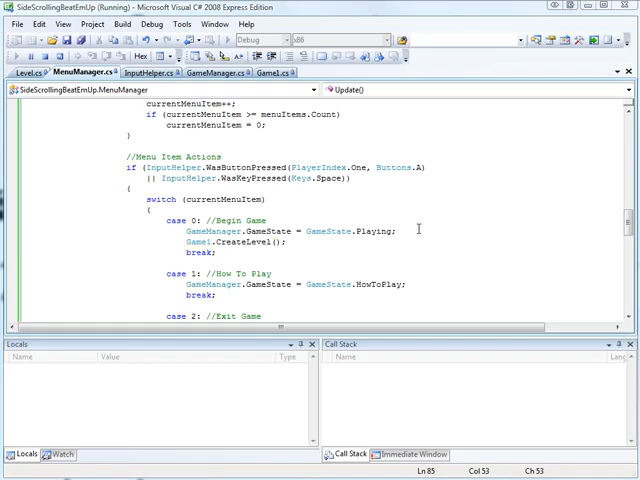 SideScrollingBeatEmUp (Running) - Microsoft Visual C# 2008 Express Edition
File Edit View Project Build Debug Tools Window Help
Hex Debug x86
Level.cs MenuManager.cs InputHelper.cs GameManager.cs Game1.cs
SideScrollingBeatEmUp.MenuManager Update()
currentMenuItem++;
if (currentMenuItem >= menuItems.Count)
currentMenuItem = 0;
}
//Menu Item Actions
if (InputHelper.WasButtonPressed(PlayerIndex.One, Buttons.A)
|| InputHelper.WasKeyPressed(Keys.Space))
{
switch (currentMenuItem)
{
case 0: //Begin Game
GameManager.GameState = GameState.Playing;
Game1.CreateLevel();
break;
case 1: //How To Play
GameManager.GameState = GameState.HowToPlay;
break;
case 2: //Exit Game
Locals Call Stack
Name Value Type Name Lang
Locals Watch Call Stack Immediate Window
Ln 85 Col 53 Ch 53